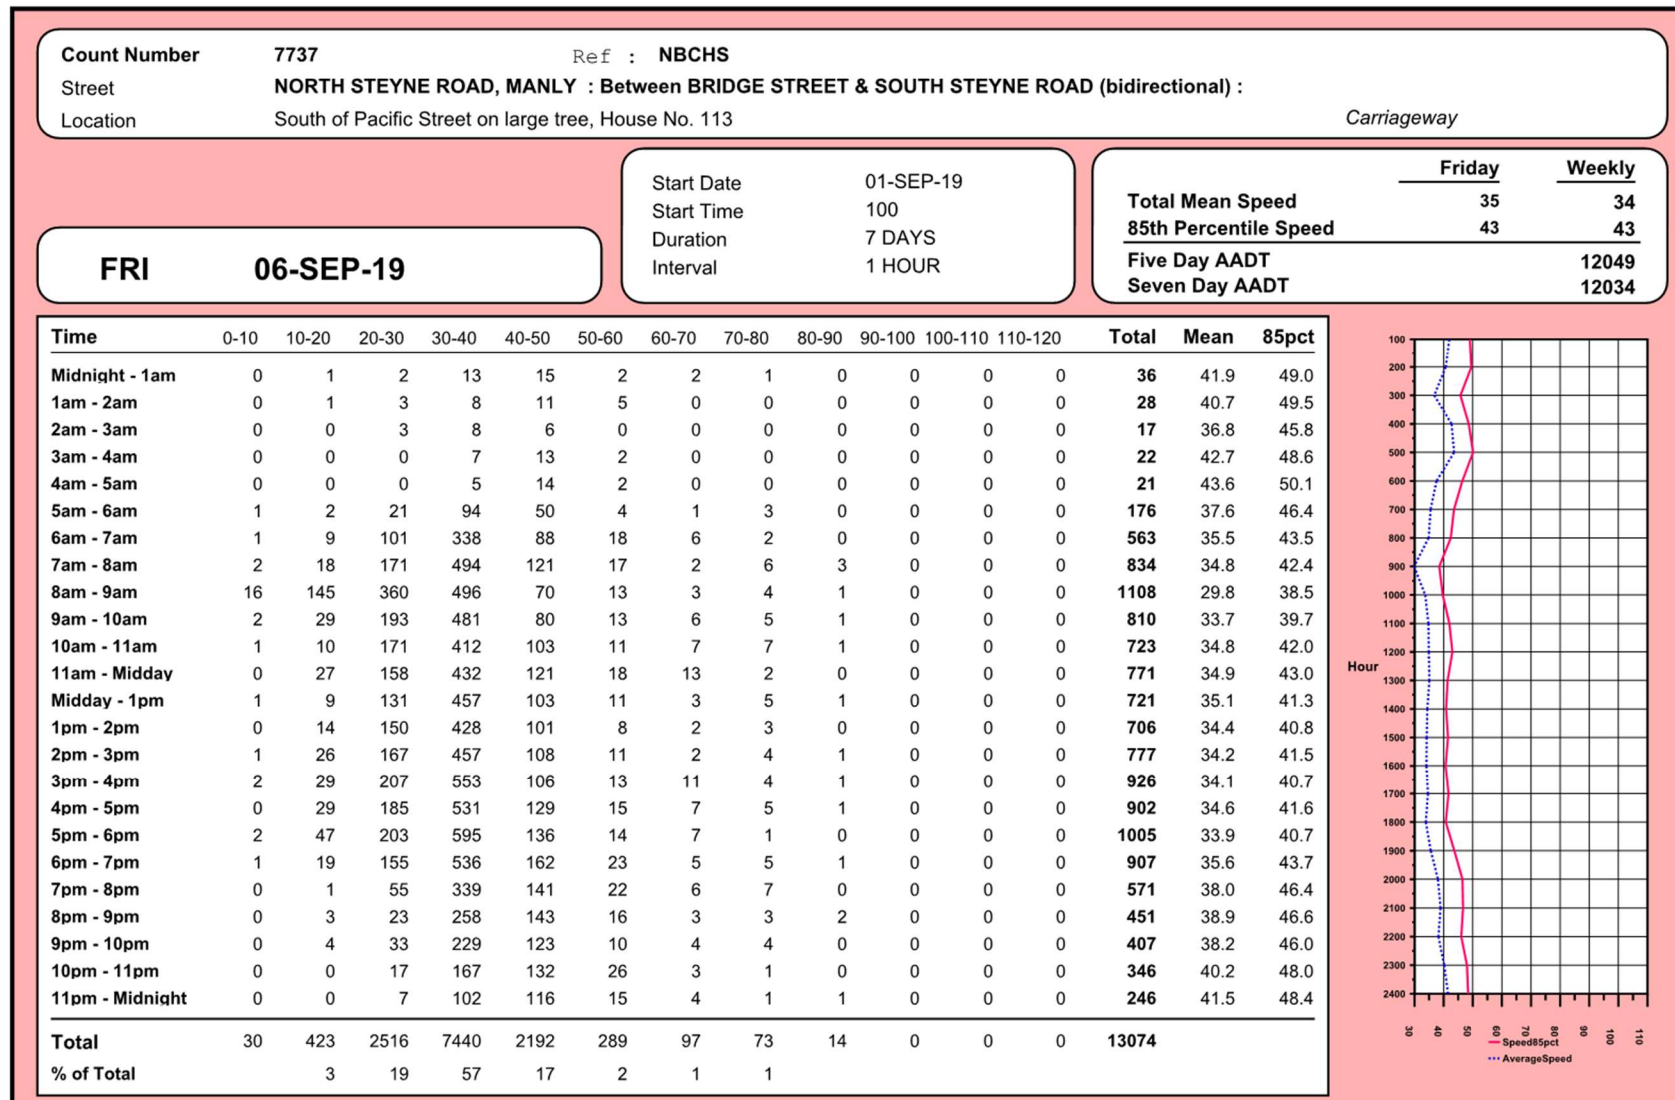 Count Number 7737 Ref : NBCHS
Street NORTH STEYNE ROAD, MANLY : Between BRIDGE STREET & SOUTH STEYNE ROAD (bidirectional) :
Location South of Pacific Street on large tree, House No. 113 Carriageway
FRI 06-SEP-19
Start Date 01-SEP-19
Start Time 100
Duration 7 DAYS
Interval 1 HOUR
Friday Weekly
Total Mean Speed 35 34
85th Percentile Speed 43 43
Five Day AADT 12049
Seven Day AADT 12034
Time 0-10 10-20 20-30 30-40 40-50 50-60 60-70 70-80 80-90 90-100 100-110 110-120 Total Mean 85pct
Midnight - 1am 0 1 2 13 15 2 2 1 0 0 0 0 36 41.9 49.0
1am - 2am 0 1 3 8 11 5 0 0 0 0 0 0 28 40.7 49.5
2am - 3am 0 0 3 8 6 0 0 0 0 0 0 0 17 36.8 45.8
3am - 4am 0 0 0 7 13 2 0 0 0 0 0 0 22 42.7 48.6
4am - 5am 0 0 0 5 14 2 0 0 0 0 0 0 21 43.6 50.1
5am - 6am 1 2 21 94 50 4 1 3 0 0 0 0 176 37.6 46.4
6am - 7am 1 9 101 338 88 18 6 2 0 0 0 0 563 35.5 43.5
7am - 8am 2 18 171 494 121 17 2 6 3 0 0 0 834 34.8 42.4
8am - 9am 16 145 360 496 70 13 3 4 1 0 0 0 1108 29.8 38.5
9am - 10am 2 29 193 481 80 13 6 5 1 0 0 0 810 33.7 39.7
10am - 11am 1 10 171 412 103 11 7 7 1 0 0 0 723 34.8 42.0
11am - Midday 0 27 158 432 121 18 13 2 0 0 0 0 771 34.9 43.0
Midday - 1pm 1 9 131 457 103 11 3 5 1 0 0 0 721 35.1 41.3
1pm - 2pm 0 14 150 428 101 8 2 3 0 0 0 0 706 34.4 40.8
2pm - 3pm 1 26 167 457 108 11 2 4 1 0 0 0 777 34.2 41.5
3pm - 4pm 2 29 207 553 106 13 11 4 1 0 0 0 926 34.1 40.7
4pm - 5pm 0 29 185 531 129 15 7 5 1 0 0 0 902 34.6 41.6
5pm - 6pm 2 47 203 595 136 14 7 1 0 0 0 0 1005 33.9 40.7
6pm - 7pm 1 19 155 536 162 23 5 5 1 0 0 0 907 35.6 43.7
7pm - 8pm 0 1 55 339 141 22 6 7 0 0 0 0 571 38.0 46.4
8pm - 9pm 0 3 23 258 143 16 3 3 2 0 0 0 451 38.9 46.6
9pm - 10pm 0 4 33 229 123 10 4 4 0 0 0 0 407 38.2 46.0
10pm - 11pm 0 0 17 167 132 26 3 1 0 0 0 0 346 40.2 48.0
11pm - Midnight 0 0 7 102 116 15 4 1 1 0 0 0 246 41.5 48.4
Total 30 423 2516 7440 2192 289 97 73 14 0 0 0 13074
% of Total 3 19 57 17 2 1 1
100
200
300
400
500
600
700
800
900
1000
1100
1200
Hour
1300
1400
1500
1600
1700
1800
1900
2000
2100
2200
2300
2400
30 40 50 60 70 80 90 100 110
Speed85pct
AverageSpeed